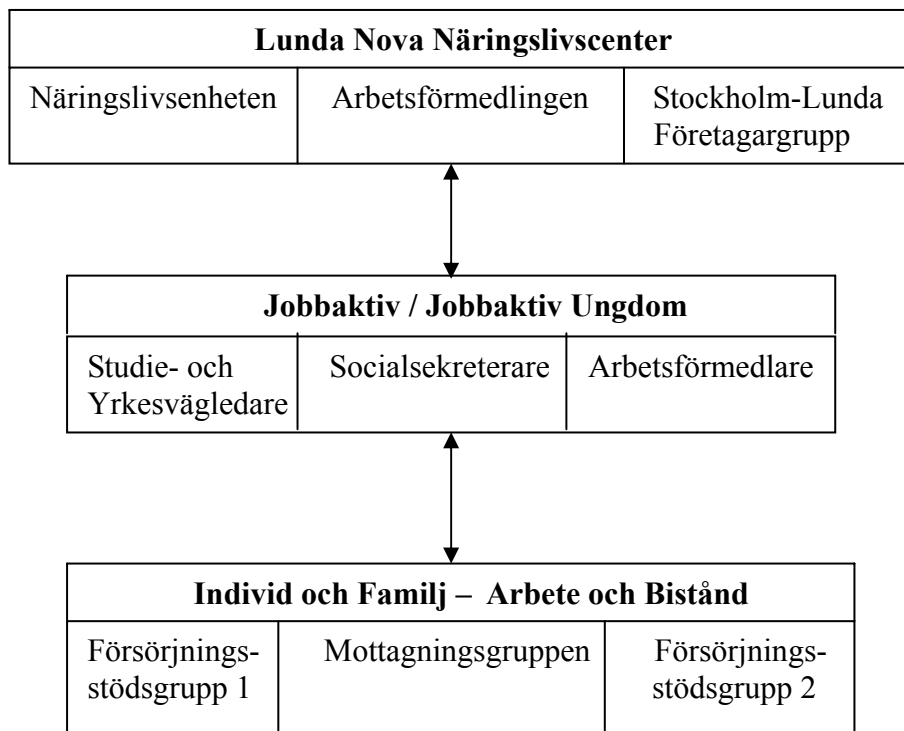 Lunda Nova Näringslivscenter
Näringslivsenheten
Arbetsförmedlingen
Stockholm-Lunda
Företagargrupp
Jobbaktiv / Jobbaktiv Ungdom
Studie- och
Yrkesvägledare
Socialsekreterare
Arbetsförmedlare
Individ och Familj – Arbete och Bistånd
Försörjnings-
stödsgrupp 1
Mottagningsgruppen
Försörjnings-
stödsgrupp 2